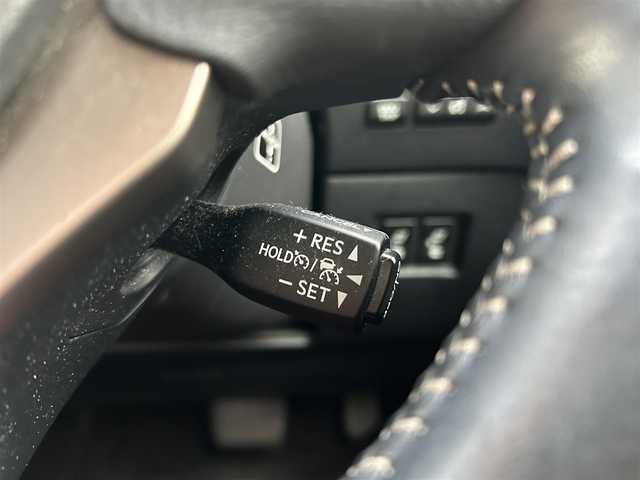 + RES ▲
HOLD / ◀
− SET ▼